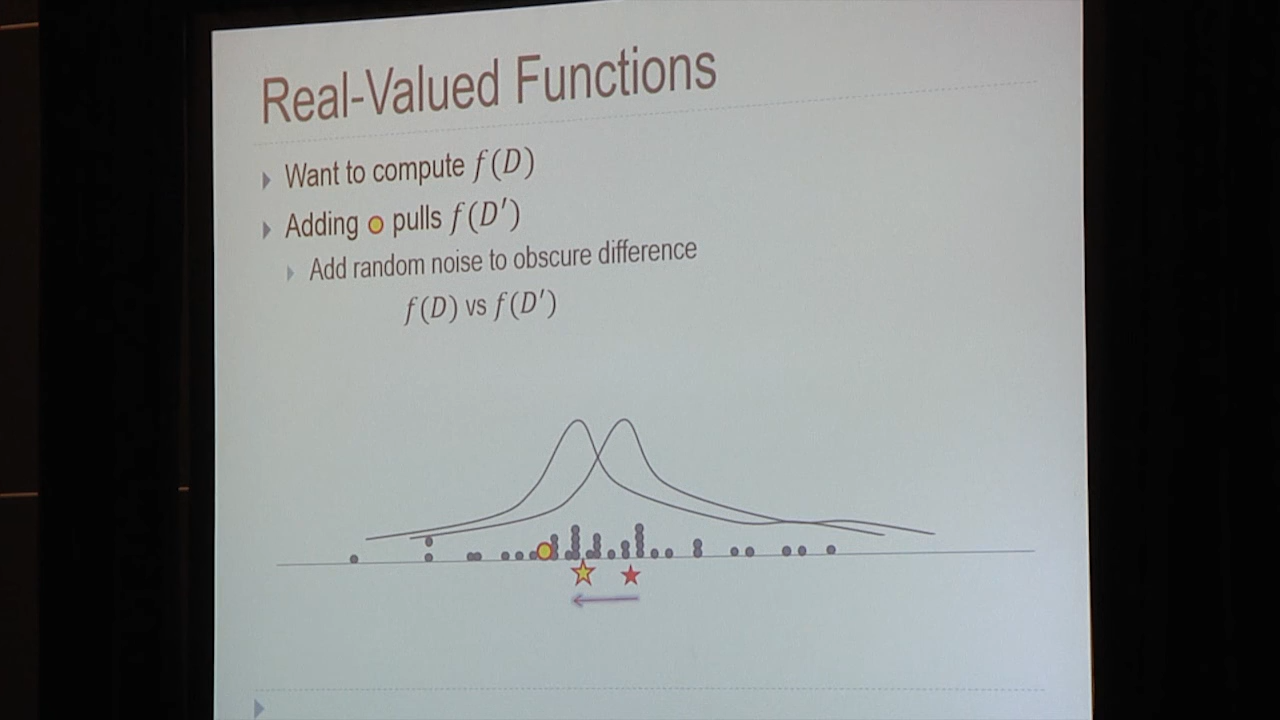 Real-Valued Functions
Want to compute f(D)
Adding pulls f(D′)
Add random noise to obscure difference
f(D) vs f(D′)